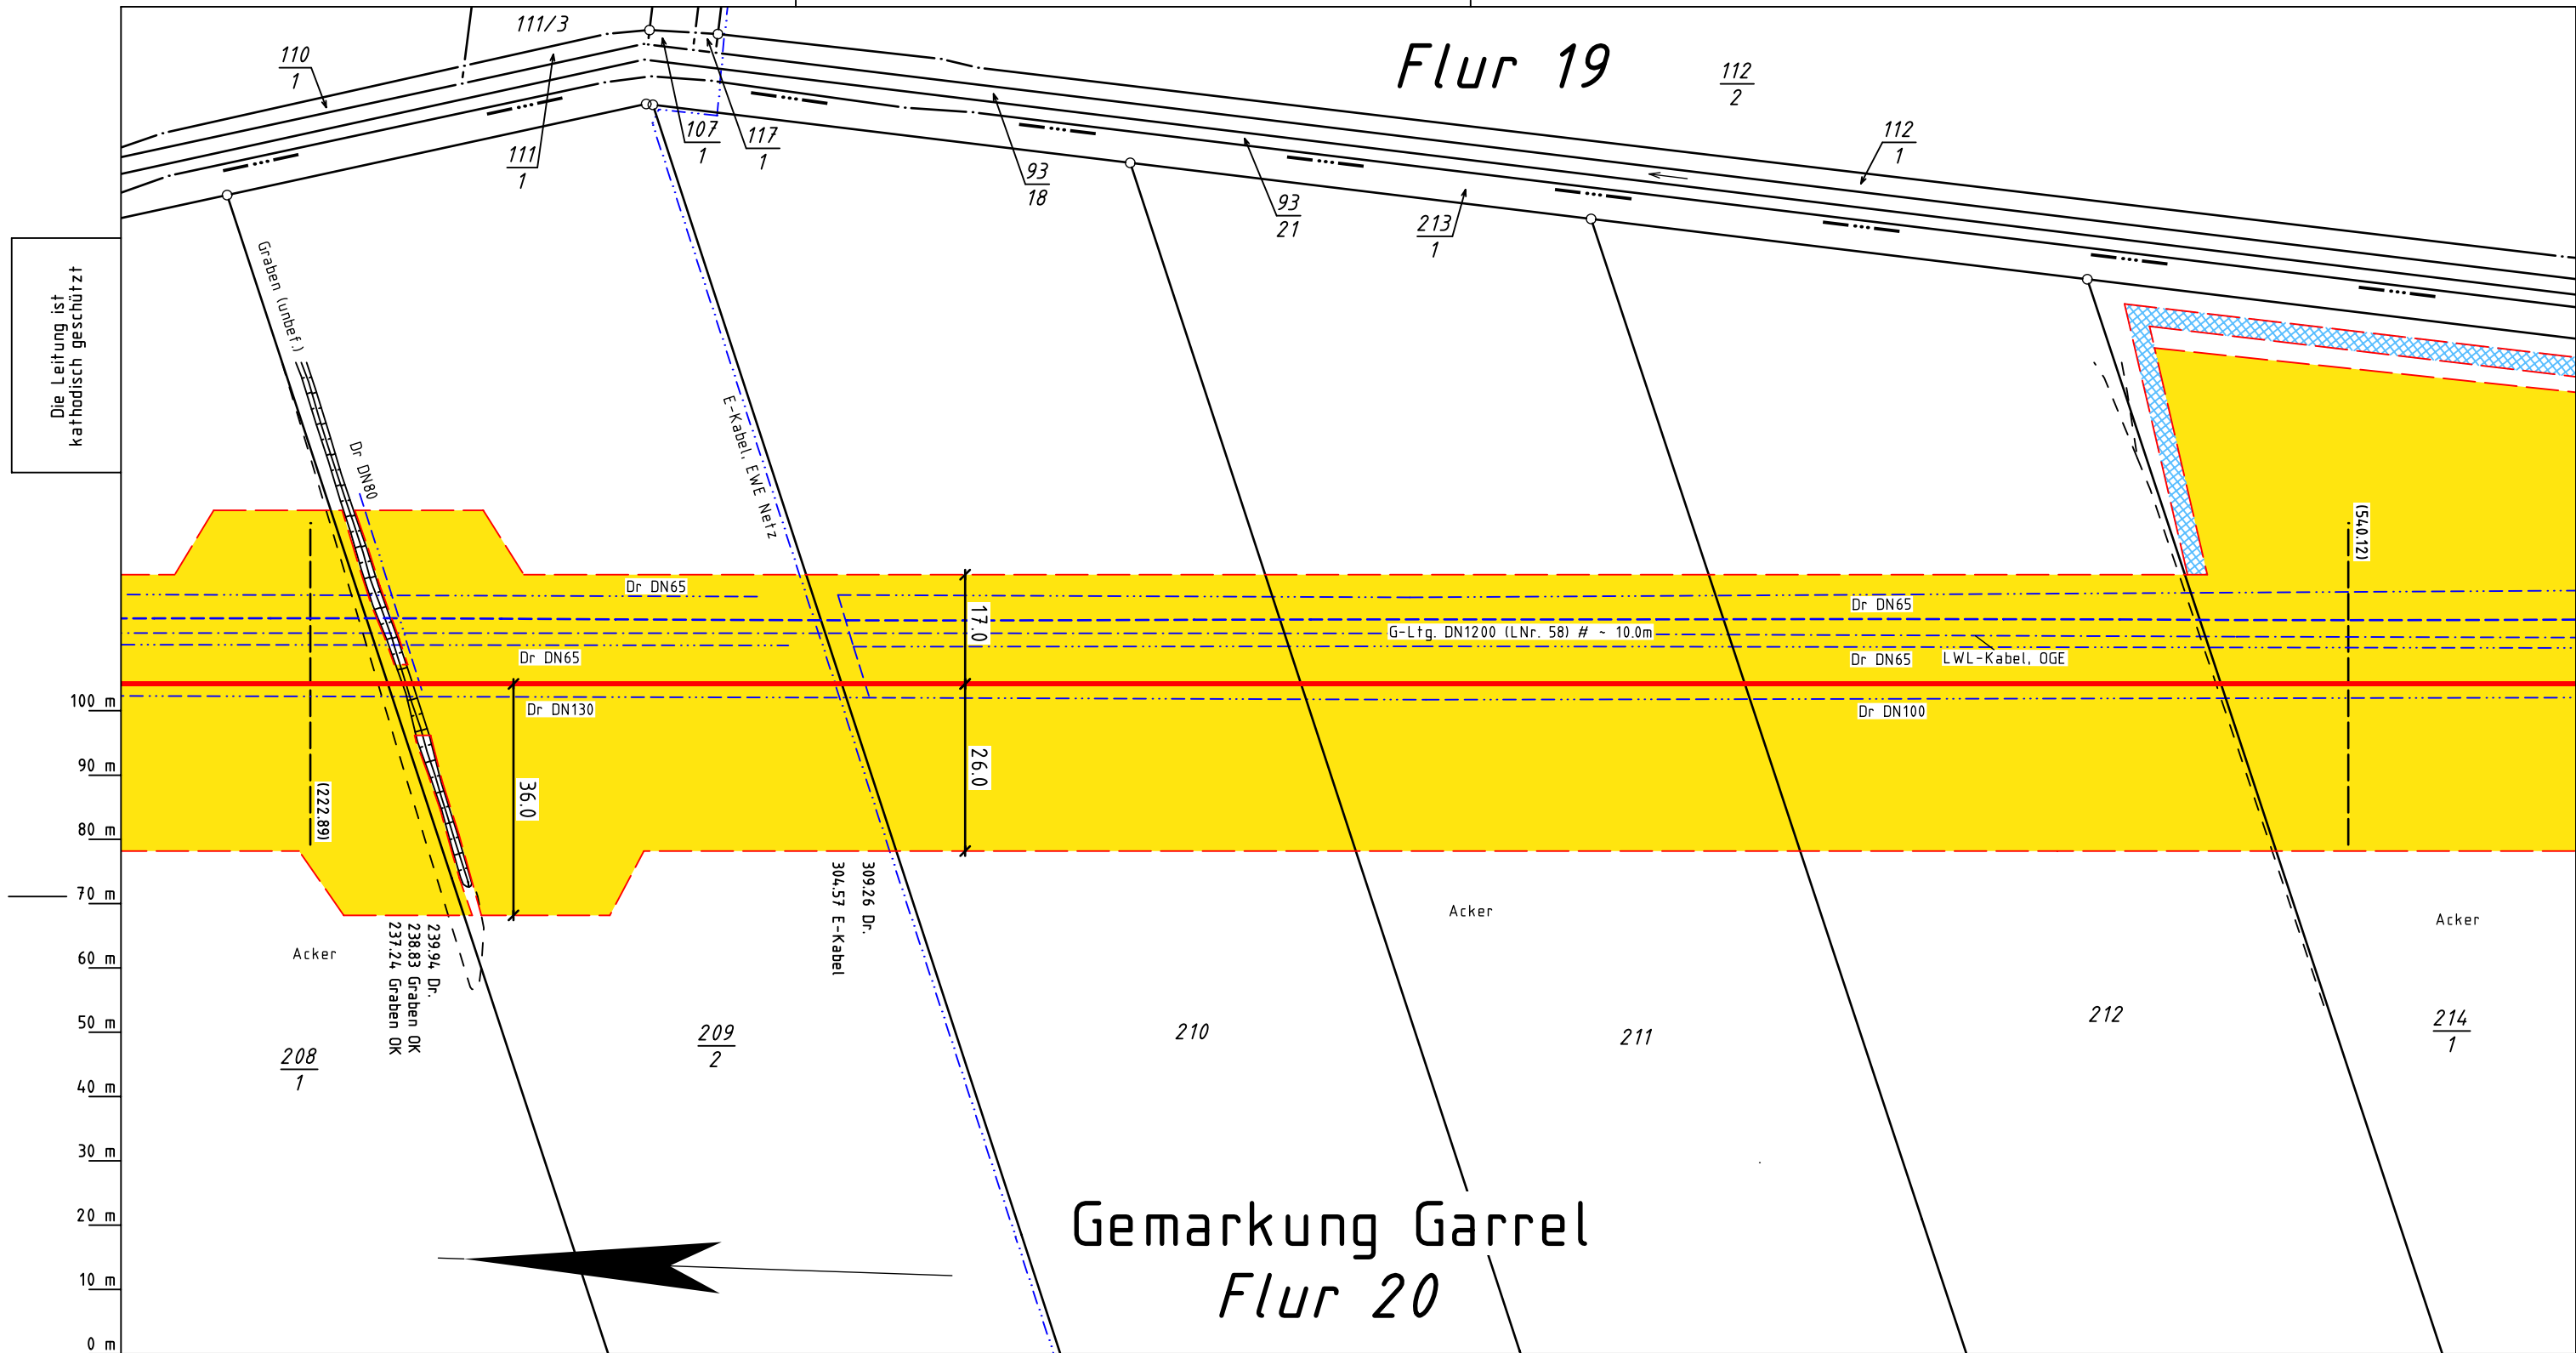 111/3
Flur 19
110
1
112
2
107
1
117
1
112
1
111
1
93
18
93
21
213
1
Die Leitung ist
kathodisch geschützt
Graben (unbef.)
Dr DN80
E-Kabel, EWE Netz
(540.12)
Dr DN65
17.0
Dr DN65
G-Ltg. DN1200 (LNr. 58) # ~ 10.0m
Dr DN65
Dr DN65
LWL-Kabel, OGE
Dr DN130
Dr DN100
100 m
90 m
80 m
70 m
60 m
50 m
40 m
30 m
20 m
10 m
0 m
(222.89)
36.0
26.0
309.26 Dr.
304.57 E-Kabel
239.94 Dr.
238.83 Graben OK
237.24 Graben OK
Acker
Acker
Acker
208
1
209
2
210
211
212
214
1
Gemarkung Garrel
Flur 20